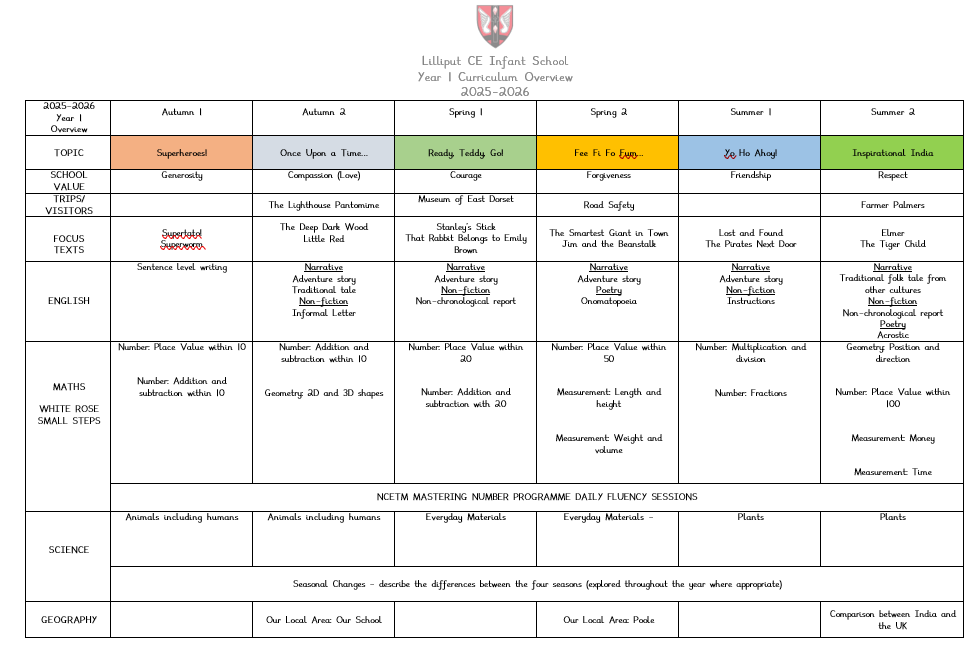 Lilliput CE Infant School
Year 1 Curriculum Overview
2025-2026
2025-2026
Year 1
Overview
Autumn 1
Autumn 2
Spring 1
Spring 2
Summer 1
Summer 2
TOPIC
Superheroes!
Once Upon a Time...
Ready, Teddy, Go!
Fee Fi Fo Fum...
Yo Ho Ahoy!
Inspirational India
SCHOOL
VALUE
Generosity
Compassion (Love)
Courage
Forgiveness
Friendship
Respect
TRIPS/
VISITORS
The Lighthouse Pantomime
Museum of East Dorset
Road Safety
Farmer Palmers
FOCUS
TEXTS
Supertato!
Superworm
The Deep Dark Wood
Little Red
Stanley's Stick
That Rabbit Belongs to Emily
Brown
The Smartest Giant in Town
Jim and the Beanstalk
Lost and Found
The Pirates Next Door
Elmer
The Tiger Child
ENGLISH
Sentence level writing
Narrative
Adventure story
Traditional tale
Non-fiction
Informal Letter
Narrative
Adventure story
Non-fiction
Non-chronological report
Narrative
Adventure story
Poetry
Onomatopoeia
Narrative
Adventure story
Non-fiction
Instructions
Narrative
Traditional folk tale from
other cultures
Non-fiction
Non-chronological report
Poetry
Acrostic
MATHS
WHITE ROSE
SMALL STEPS
Number: Place Value within 10
Number: Addition and
subtraction within 10
Number: Addition and
subtraction within 10
Geometry: 2D and 3D shapes
Number: Place Value within
20
Number: Addition and
subtraction with 20
Number: Place Value within
50
Measurement: Length and
height
Measurement: Weight and
volume
Number: Multiplication and
division
Number: Fractions
Geometry: Position and
direction
Number: Place Value within
100
Measurement: Money
Measurement: Time
NCETM MASTERING NUMBER PROGRAMME DAILY FLUENCY SESSIONS
SCIENCE
Animals including humans
Animals including humans
Everyday Materials
Everyday Materials -
Plants
Plants
Seasonal Changes - describe the differences between the four seasons (explored throughout the year where appropriate)
GEOGRAPHY
Our Local Area: Our School
Our Local Area: Poole
Comparison between India and
the UK